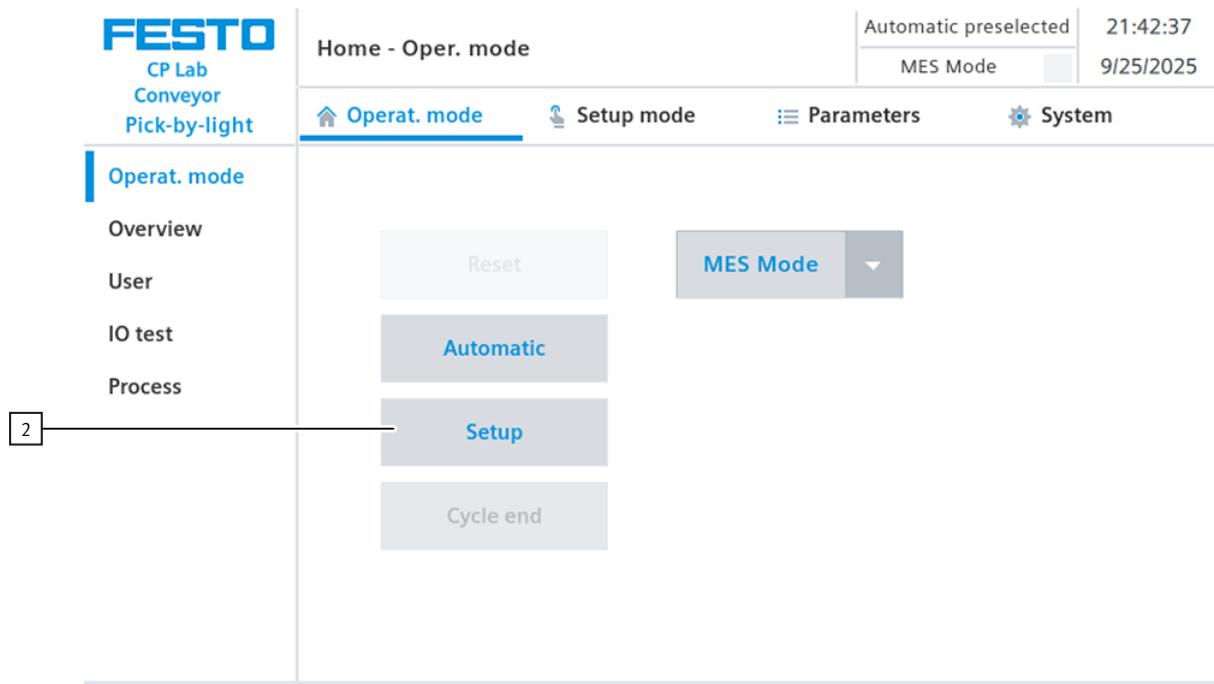 FESTO
CP Lab
Conveyor
Pick-by-light
Home - Oper. mode
Automatic preselected
MES Mode
21:42:37
9/25/2025
Operat. mode
Setup mode
Parameters
System
Operat. mode
Overview
User
IO test
Process
Reset
MES Mode
Automatic
Setup
Cycle end
2